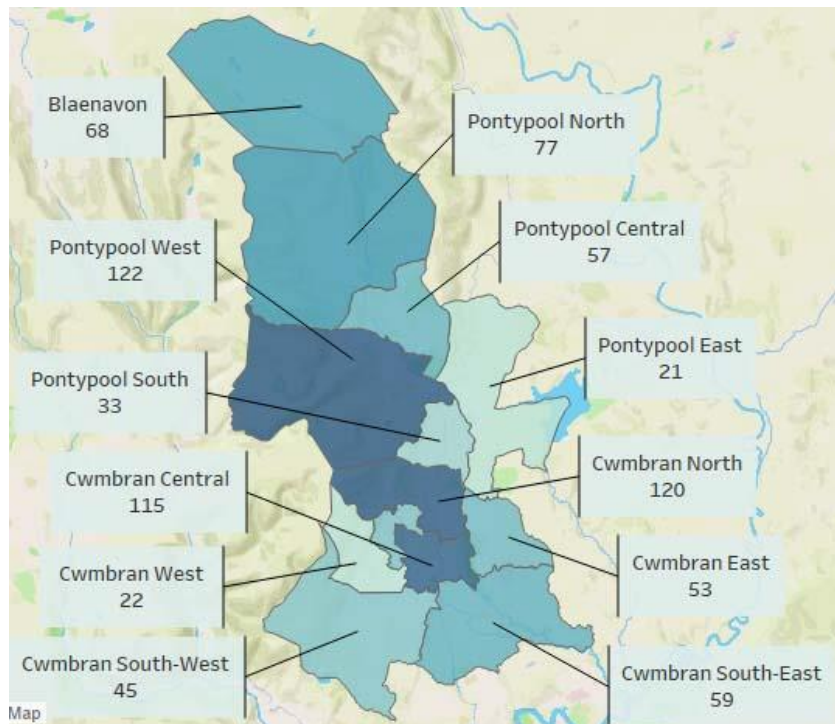 Blaenavon
68
Pontypool North
77
Pontypool West
122
Pontypool Central
57
Pontypool South
33
Pontypool East
21
Cwmbran Central
115
Cwmbran North
120
Cwmbran West
22
Cwmbran East
53
Cwmbran South-West
45
Cwmbran South-East
59
Map